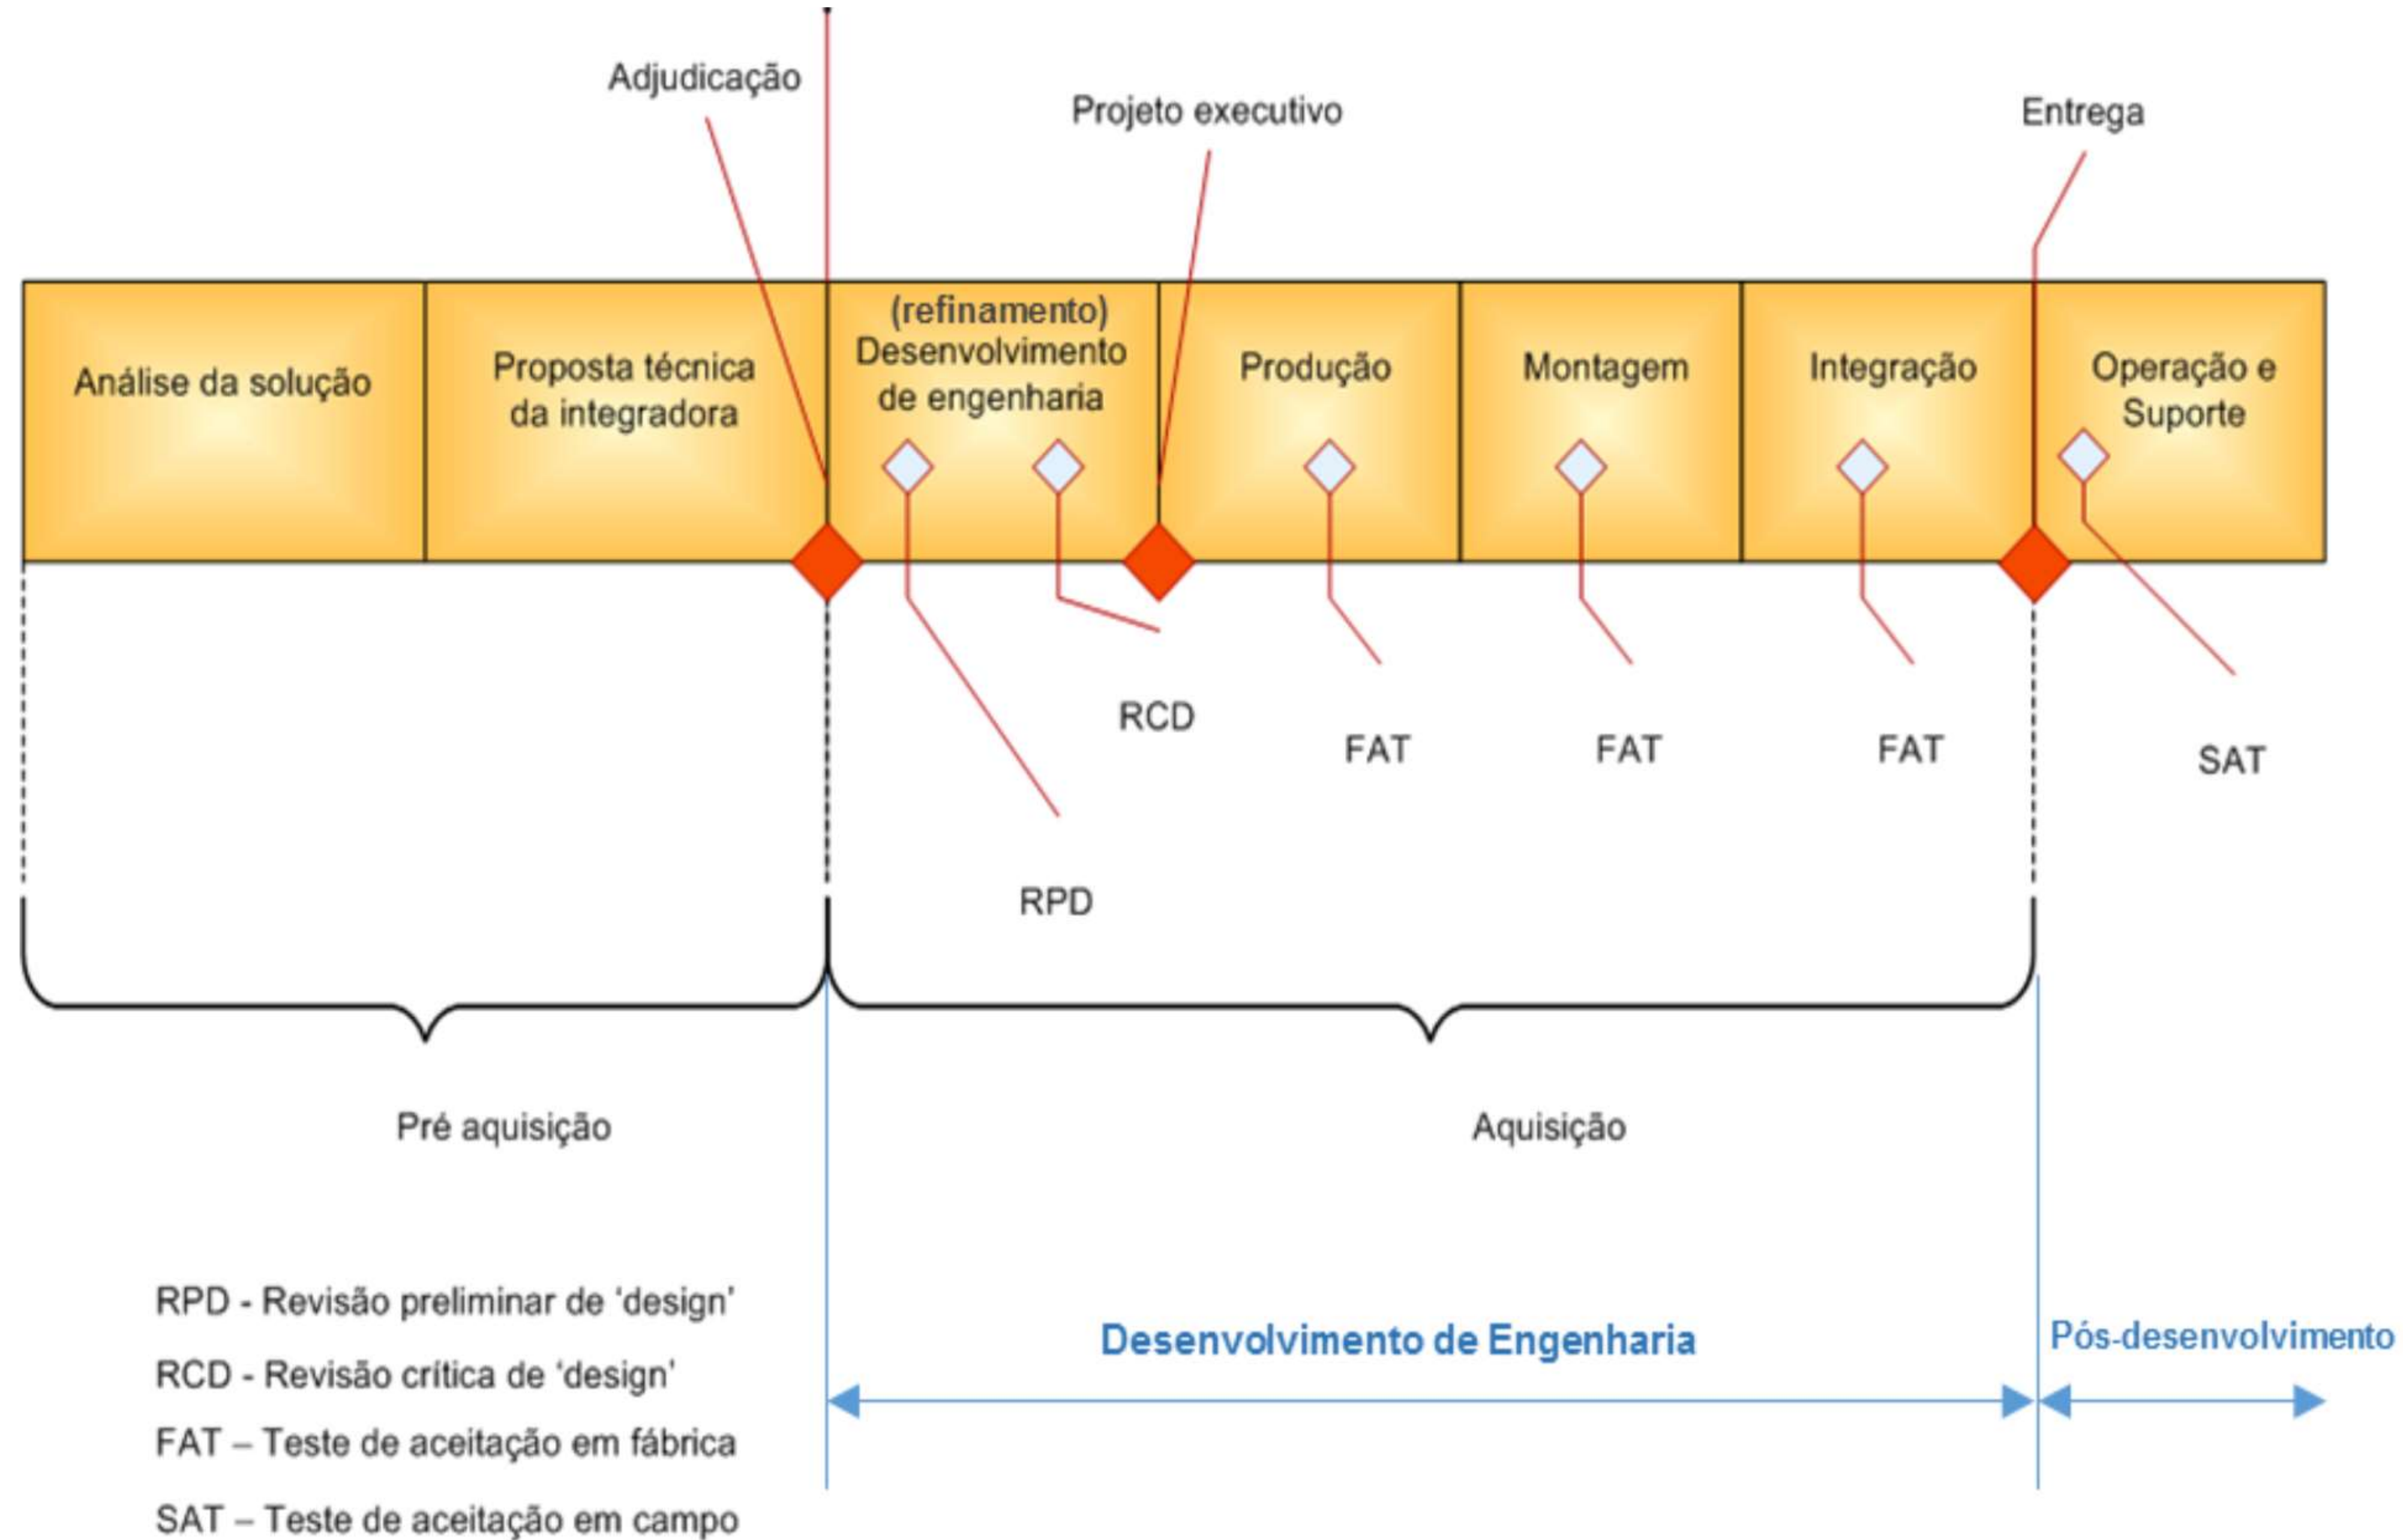 Adjudicação
Projeto executivo
Entrega
Análise da solução
Proposta técnica
da integradora
(refinamento)
Desenvolvimento
de engenharia
Produção
Montagem
Integração
Operação e
Suporte
RCD
FAT
FAT
FAT
SAT
RPD
Pré aquisição
Aquisição
RPD - Revisão preliminar de ‘design’
RCD - Revisão crítica de ‘design’
FAT – Teste de aceitação em fábrica
SAT – Teste de aceitação em campo
Desenvolvimento de Engenharia
Pós-desenvolvimento